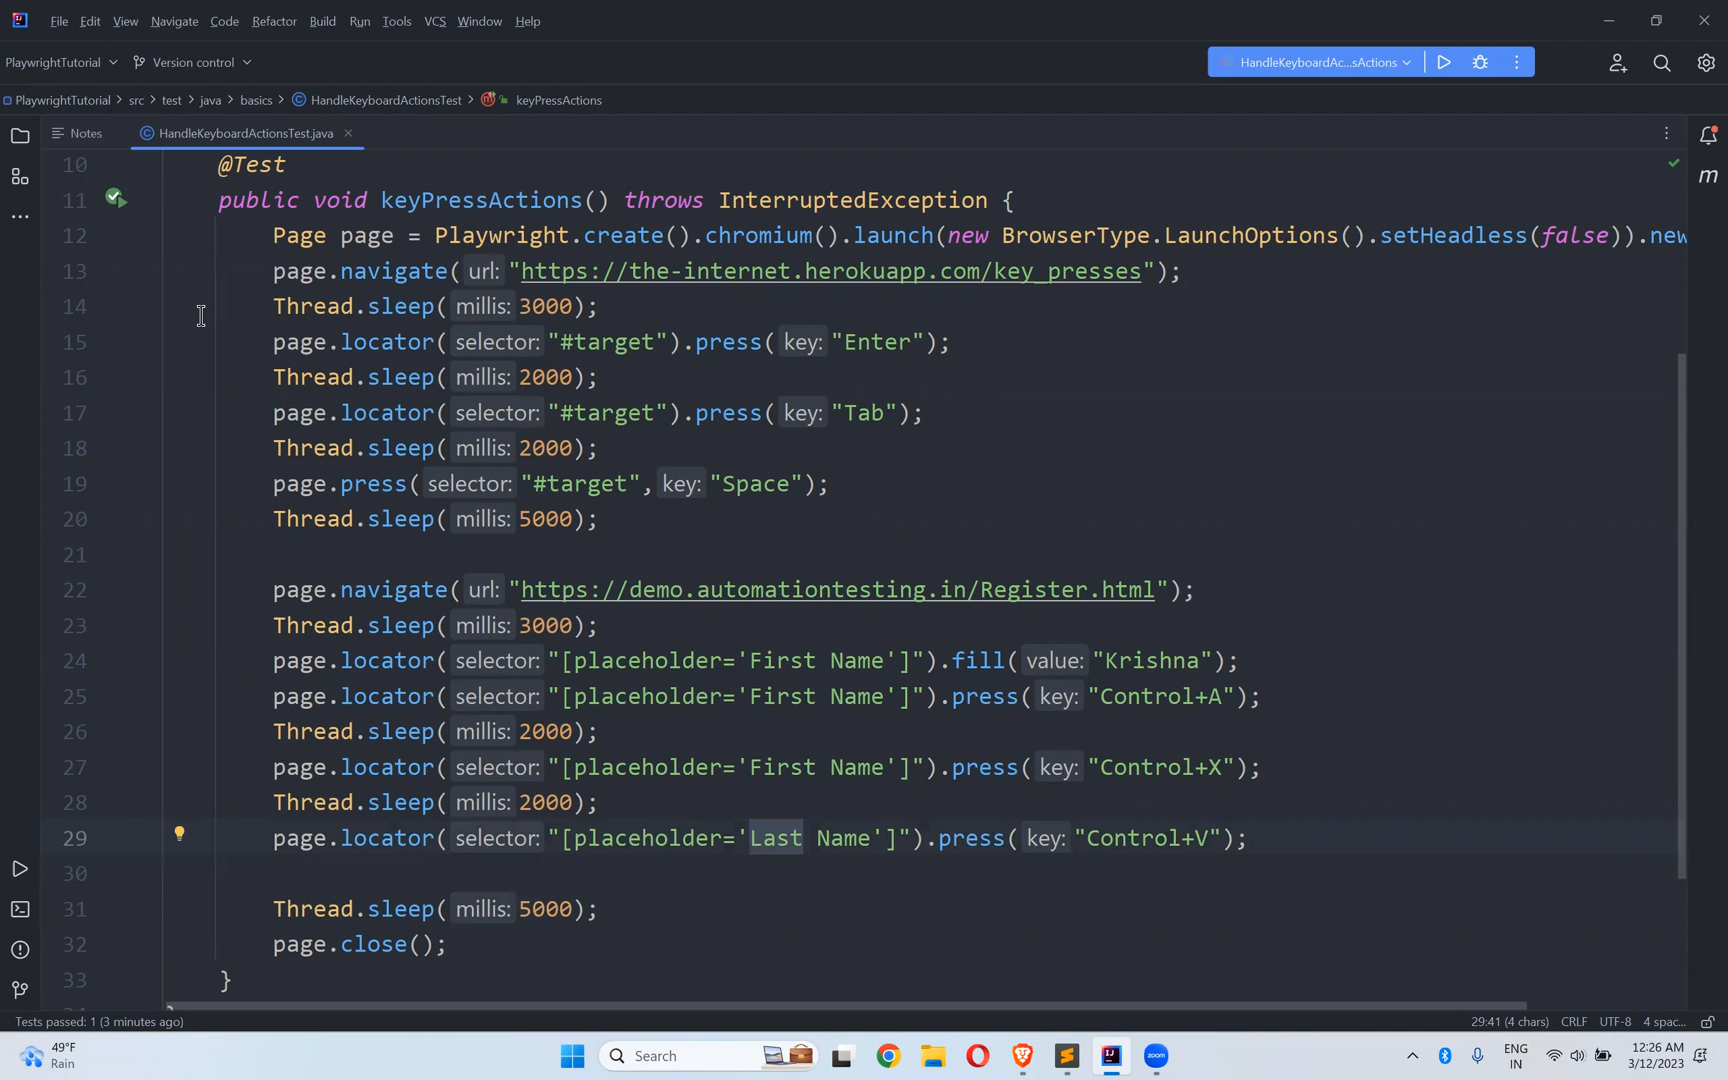 File Edit View Navigate Code Refactor Build Run Tools VCS Window Help
PlaywrightTutorial Version control HandleKeyboardAc...sActions
PlaywrightTutorial src test java basics HandleKeyboardActionsTest keyPressActions
Notes HandleKeyboardActionsTest.java
10 @Test
11 public void keyPressActions() throws InterruptedException {
12 Page page = Playwright.create().chromium().launch(new BrowserType.LaunchOptions().setHeadless(false)).new
13 page.navigate( url: "https://the-internet.herokuapp.com/key_presses");
14 Thread.sleep( millis: 3000);
15 page.locator( selector: "#target").press( key: "Enter");
16 Thread.sleep( millis: 2000);
17 page.locator( selector: "#target").press( key: "Tab");
18 Thread.sleep( millis: 2000);
19 page.press( selector: "#target", key: "Space");
20 Thread.sleep( millis: 5000);
21
22 page.navigate( url: "https://demo.automationtesting.in/Register.html");
23 Thread.sleep( millis: 3000);
24 page.locator( selector: "[placeholder='First Name']").fill( value: "Krishna");
25 page.locator( selector: "[placeholder='First Name']").press( key: "Control+A");
26 Thread.sleep( millis: 2000);
27 page.locator( selector: "[placeholder='First Name']").press( key: "Control+X");
28 Thread.sleep( millis: 2000);
29 page.locator( selector: "[placeholder='Last Name']").press( key: "Control+V");
30
31 Thread.sleep( millis: 5000);
32 page.close();
33 }
Tests passed: 1 (3 minutes ago) 29:41 (4 chars) CRLF UTF-8 4 spac...
49°F
Rain
Search
zoom
ENG
IN
12:26 AM
3/12/2023